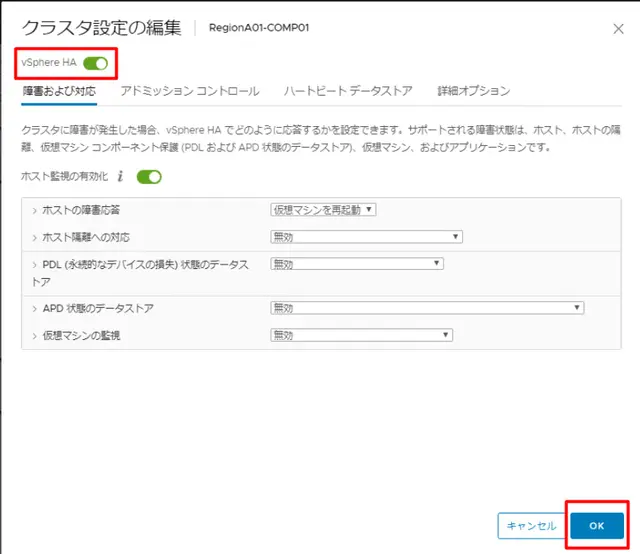 クラスタ設定の編集 RegionA01-COMP01
vSphere HA
障害および対応 アドミッション コントロール ハートビート データストア 詳細オプション
クラスタに障害が発生した場合、vSphere HA でどのように応答するかを設定できます。サポートされる障害状態は、ホスト、ホストの隔
離、仮想マシン コンポーネント保護 (PDL および APD 状態のデータストア)、仮想マシン、およびアプリケーションです。
ホスト監視の有効化 i
ホストの障害応答 仮想マシンを再起動
ホスト隔離への対応 無効
PDL (永続的なデバイスの損失) 状態のデータス
トア 無効
APD 状態のデータストア 無効
仮想マシンの監視 無効
キャンセル OK